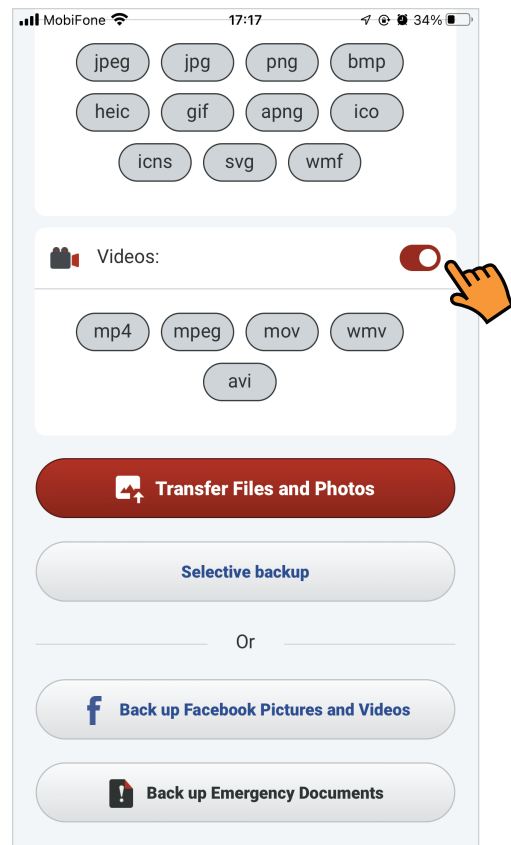 MobiFone 17:17 34%
jpeg jpg png bmp
heic gif apng ico
icns svg wmf
Videos:
mp4 mpeg mov wmv
avi
Transfer Files and Photos
Selective backup
Or
f Back up Facebook Pictures and Videos
Back up Emergency Documents